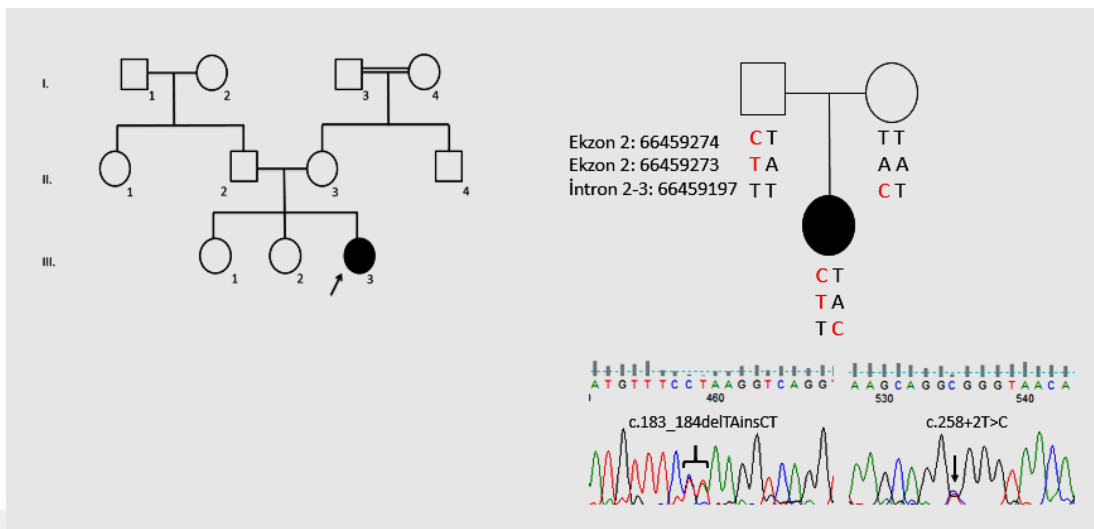 I.
1
2
3
4
II.
1
2
3
4
III.
1
2
3
Ekzon 2: 66459274
Ekzon 2: 66459273
İntron 2-3: 66459197
C T
T A
T T
T T
A A
C T
C T
T A
T C
A T G T T T C C T A A G G T C A G G T
460
c.183_184delTAinsCT
A A G C A G G C G G G T A A C A
530
540
c.258+2T>C